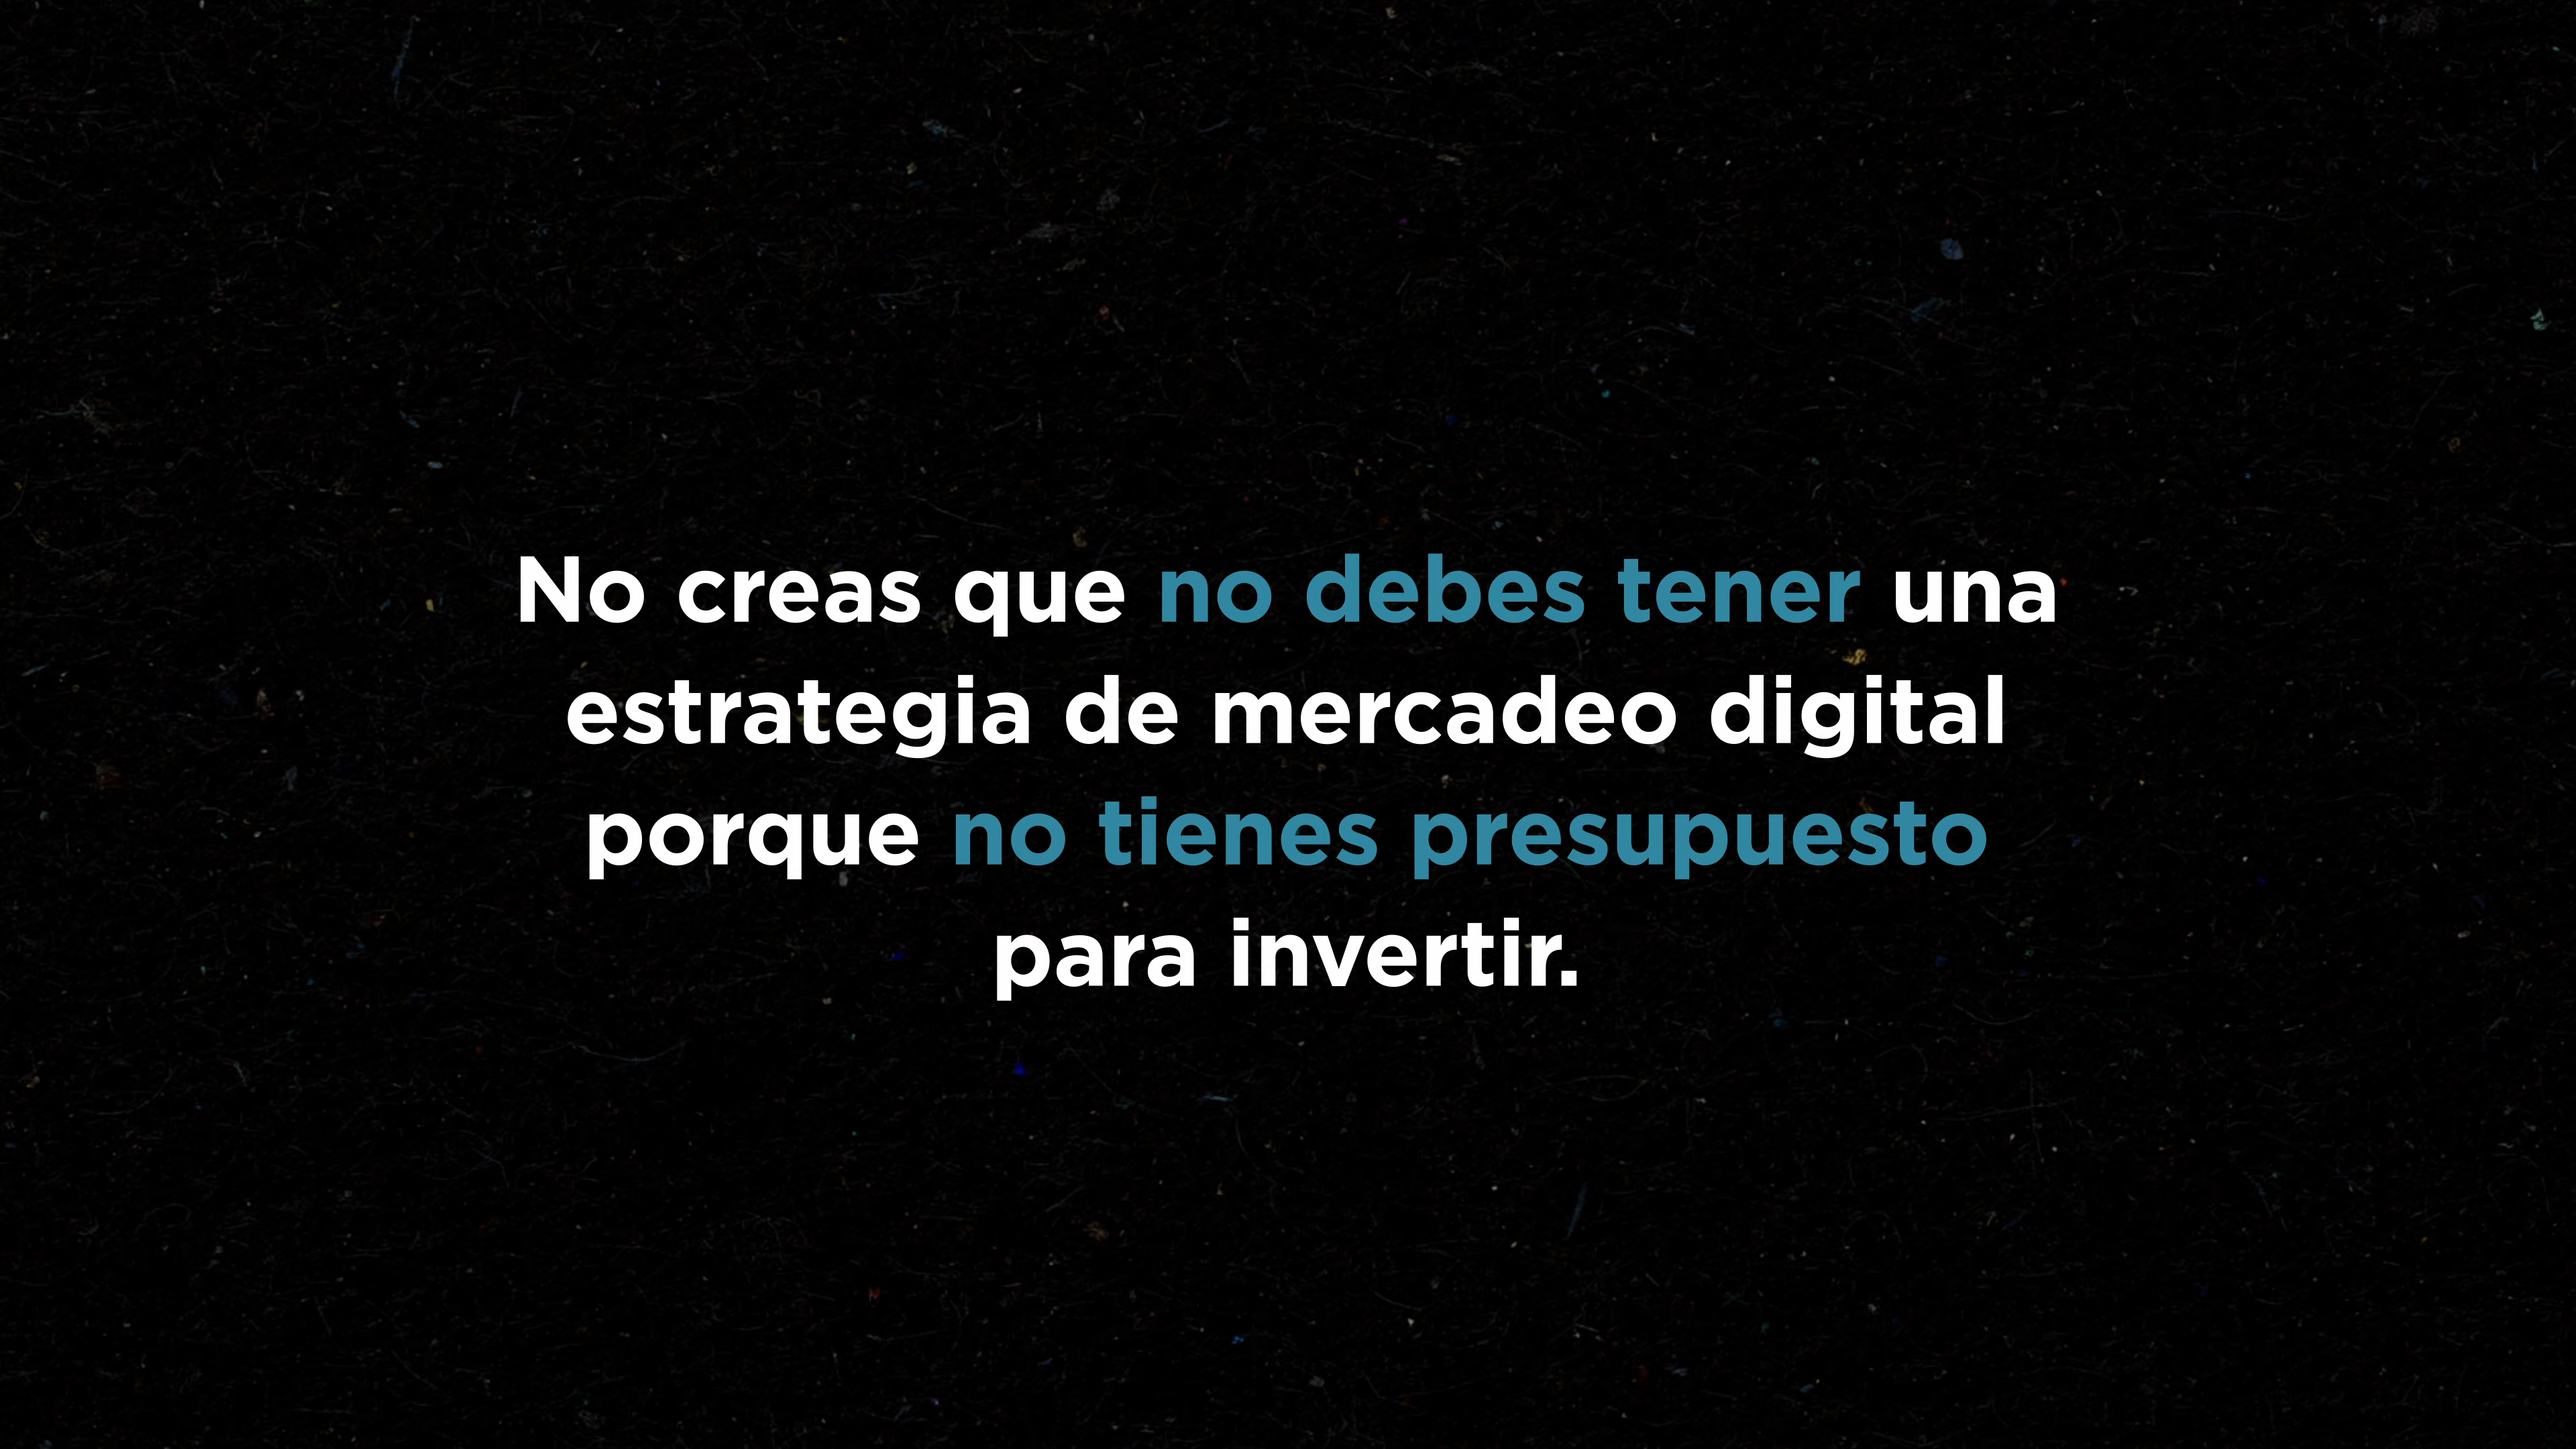 No creas que no debes tener una
estrategia de mercadeo digital
porque no tienes presupuesto
para invertir.